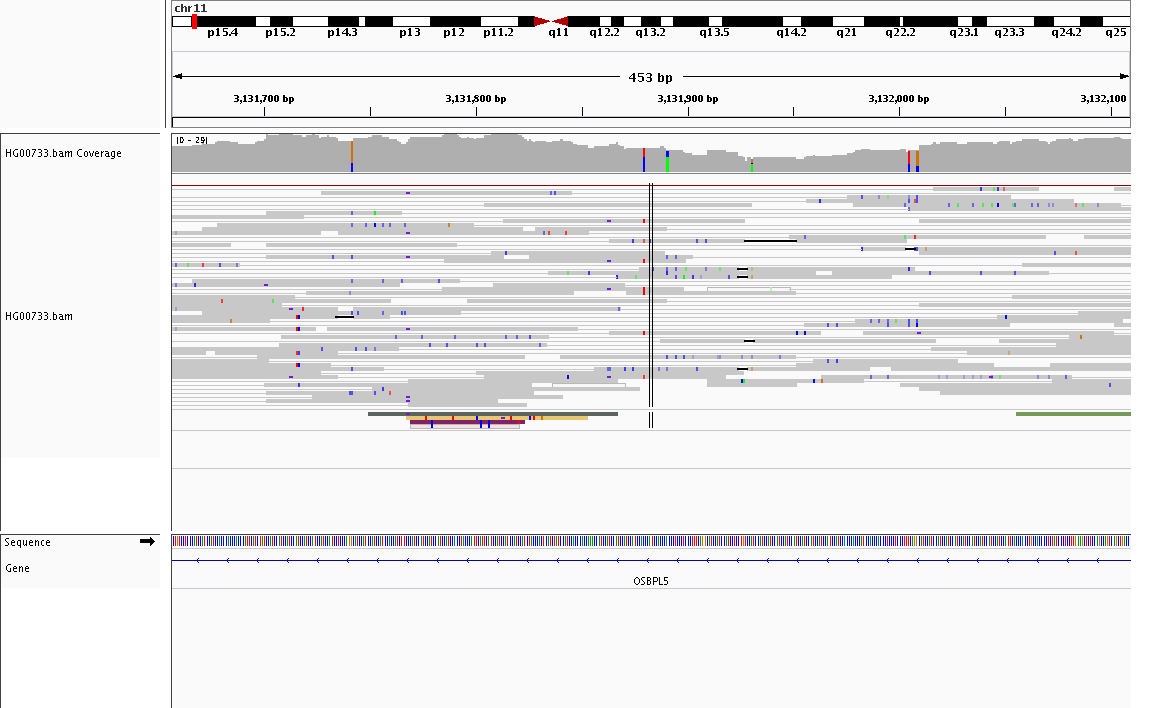 chr11
p15.4 p15.2 p14.3 p13 p12 p11.2 q11 q12.2 q13.2 q13.5 q14.2 q21 q22.2 q23.1 q23.3 q24.2 q25
453 bp
3,131,700 bp 3,131,800 bp 3,131,900 bp 3,132,000 bp 3,132,100
[0 - 29]
HG00733.bam Coverage
HG00733.bam
Sequence
Gene
OSBPL5